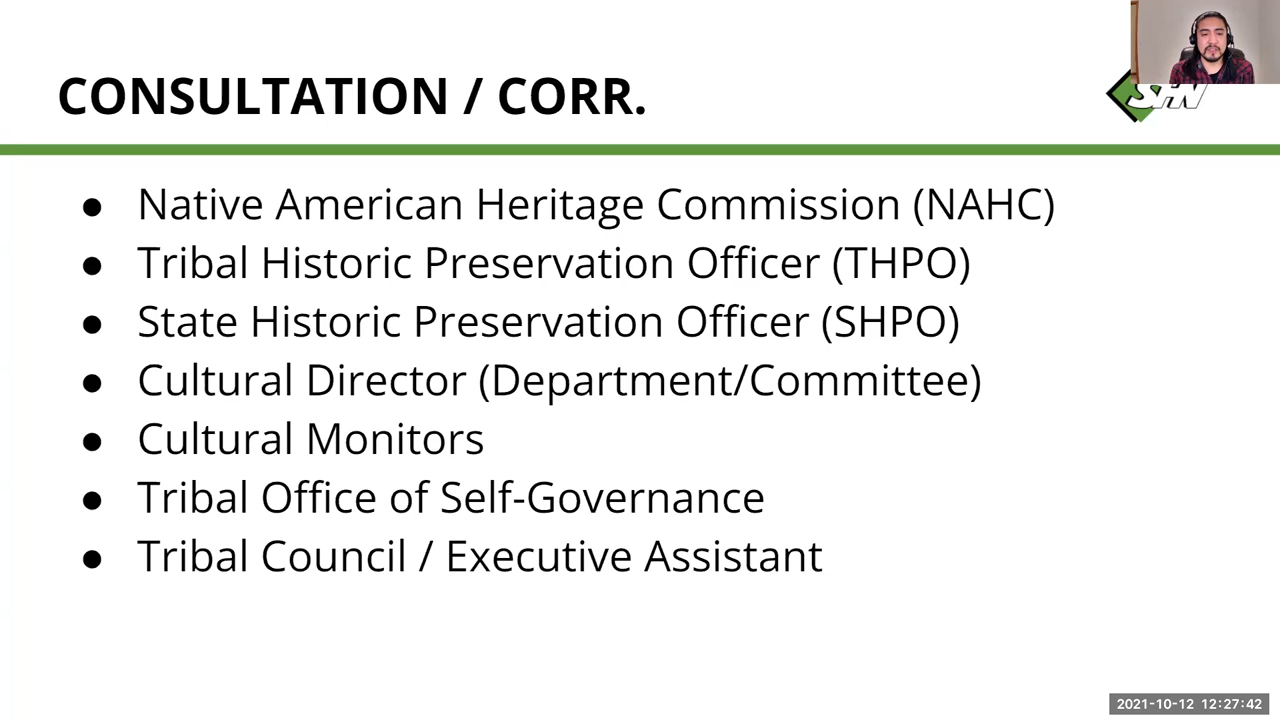 CONSULTATION / CORR.
● Native American Heritage Commission (NAHC)
● Tribal Historic Preservation Officer (THPO)
● State Historic Preservation Officer (SHPO)
● Cultural Director (Department/Committee)
● Cultural Monitors
● Tribal Office of Self-Governance
● Tribal Council / Executive Assistant
2021-10-12 12:27:42